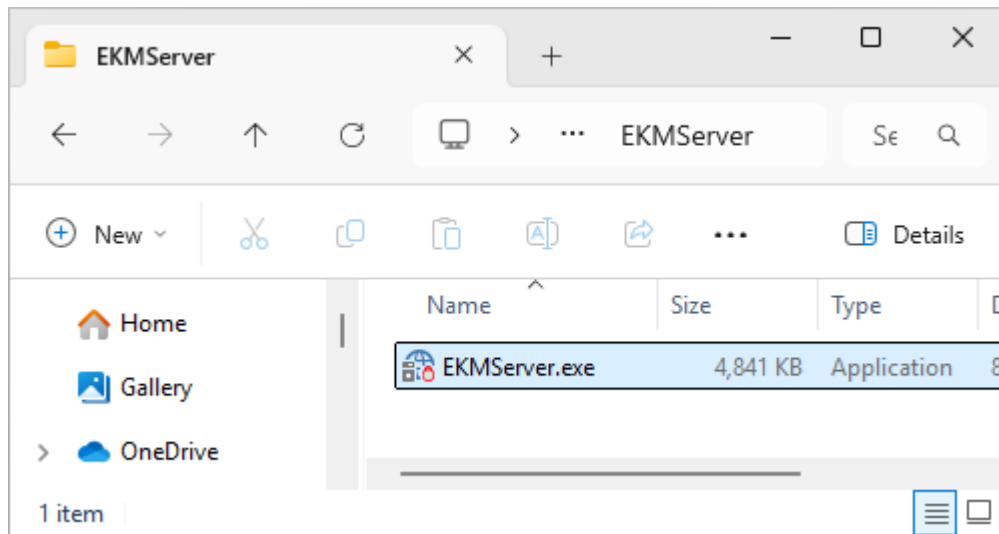 EKMServer
EKMServer Se
New Details
Name Size Type
Home
EKMServer.exe 4,841 KB Application 8
Gallery
OneDrive
1 item